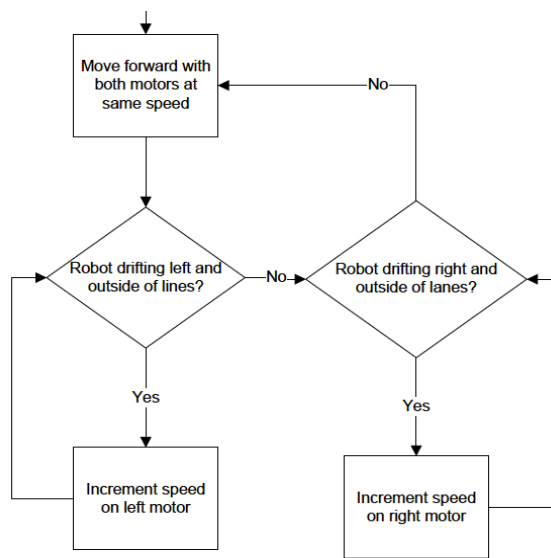 Move forward with
both motors at
same speed
No
Robot drifting left and
outside of lines?
No
Robot drifting right and
outside of lanes?
Yes
Yes
Increment speed
on left motor
Increment speed
on right motor